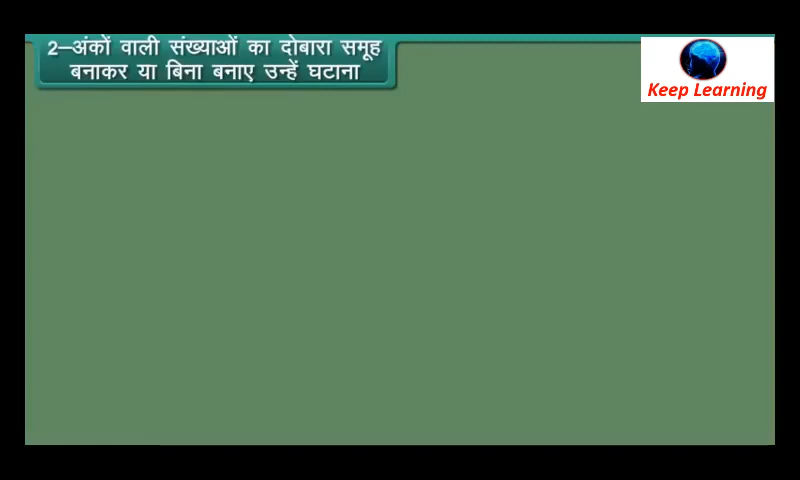 2–अंकों वाली संख्याओं का दोबारा समूह
बनाकर या बिना बनाए उन्हें घटाना
Keep Learning